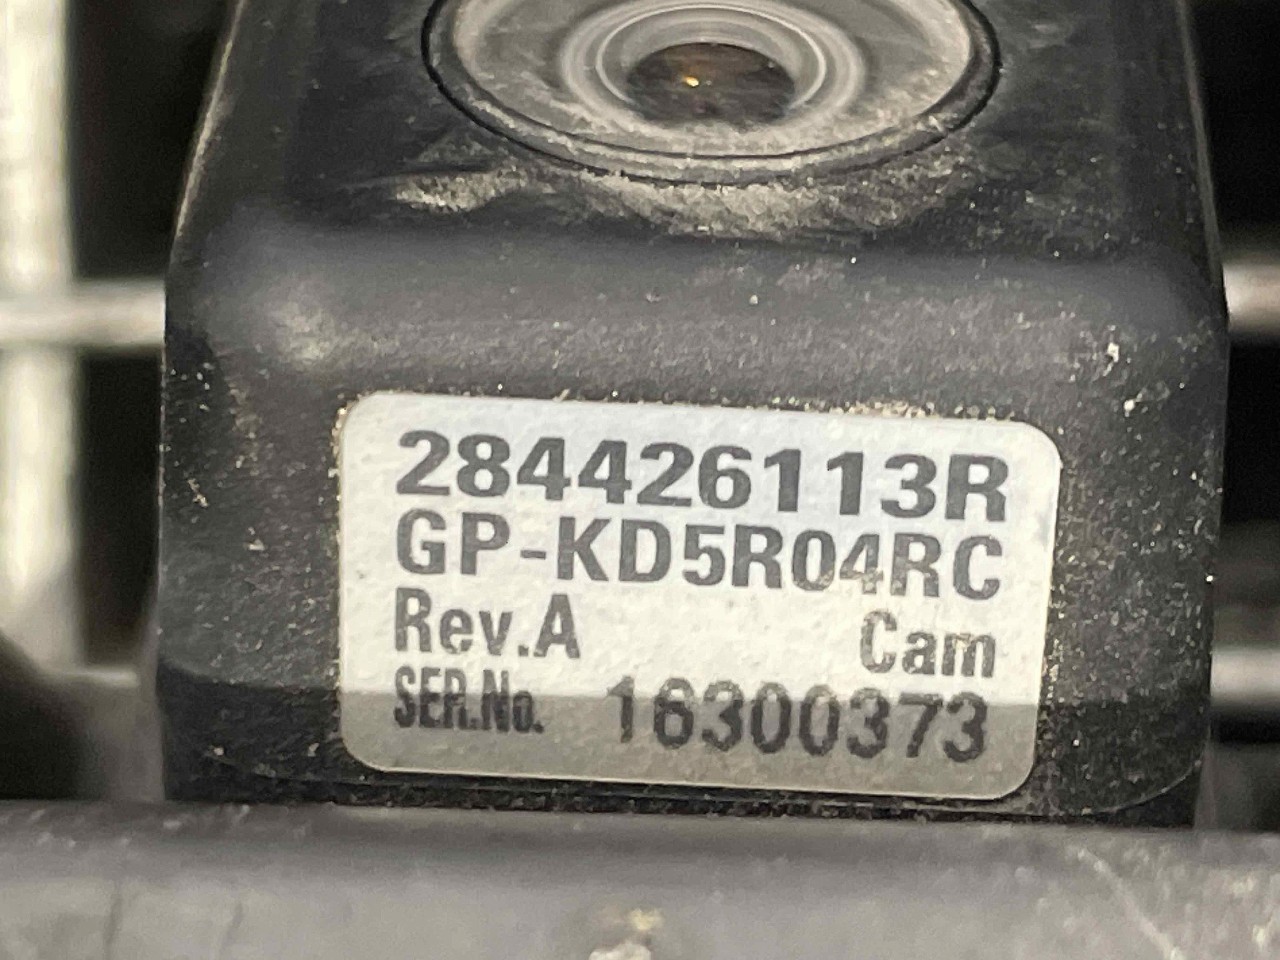 284426113R
GP-KD5R04RC
Rev.A Cam
SER.No. 16300373